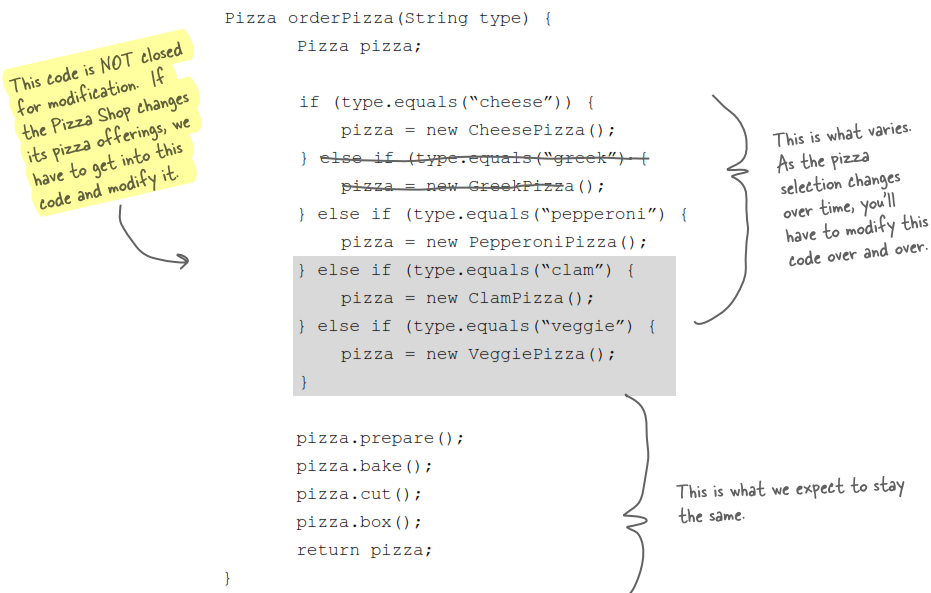 Pizza orderPizza(String type) {
Pizza pizza;
This code is NOT closed
for modification. If
the Pizza Shop changes
its pizza offerings, we
have to get into this
code and modify it.
if (type.equals(“cheese”)) {
pizza = new CheesePizza();
} else if (type.equals(“greek”) {
pizza = new GreekPizza();
} else if (type.equals(“pepperoni”) {
pizza = new PepperoniPizza();
} else if (type.equals(“clam”) {
pizza = new ClamPizza();
} else if (type.equals(“veggie”) {
pizza = new VeggiePizza();
}
This is what varies.
As the pizza
selection changes
over time, you’ll
have to modify this
code over and over.
pizza.prepare();
pizza.bake();
pizza.cut();
pizza.box();
return pizza;
}
This is what we expect to stay
the same.